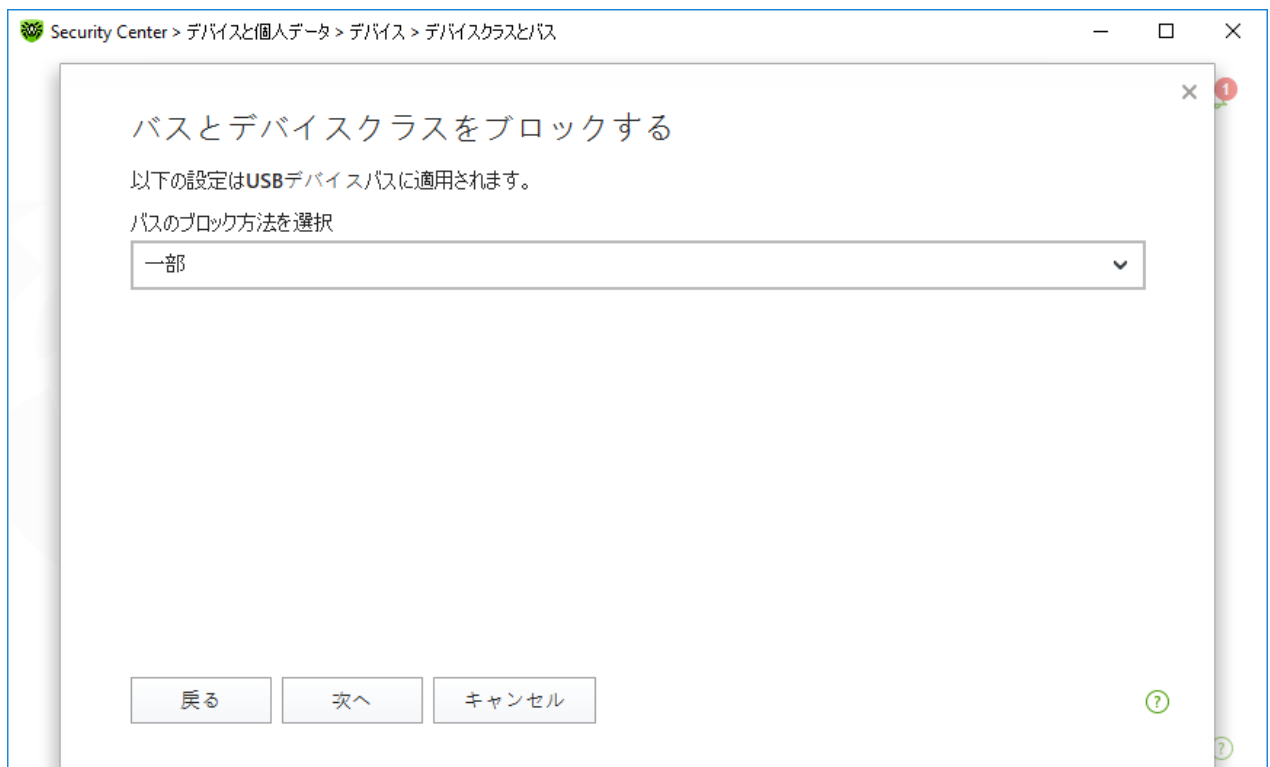 Security Center > デバイスと個人データ > デバイス > デバイスクラスとバス
1
バスとデバイスクラスをブロックする
以下の設定はUSBデバイスバスに適用されます。
バスのブロック方法を選択
一部
戻る 次へ キャンセル
?
?